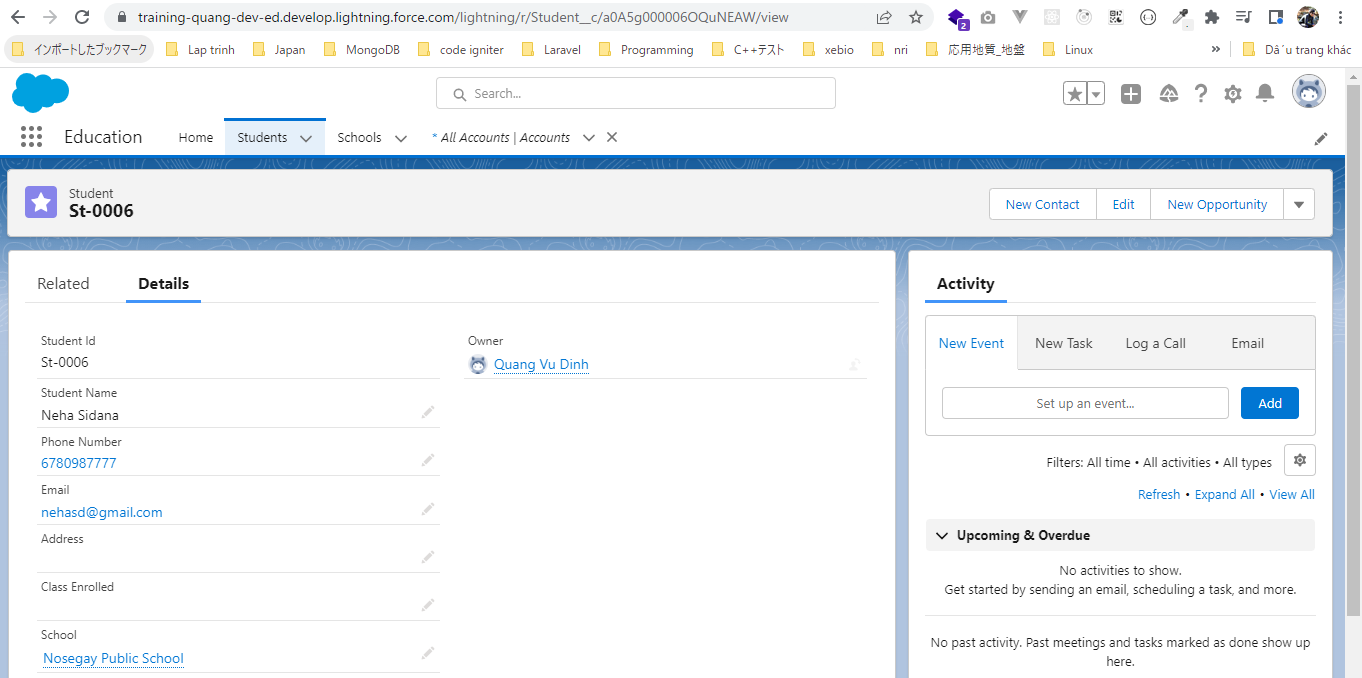 training-quang-dev-ed.develop.lightning.force.com/lightning/r/Student__c/a0A5g000006OQuNEAW/view
2
インポートしたブックマーク Lap trinh Japan MongoDB code igniter Laravel Programming C++テスト xebio nri 応用地質_地盤 Linux » Dấu trang khác
Search...
Education Home Students Schools * All Accounts | Accounts
Student
St-0006
New Contact Edit New Opportunity
Related Details
Student Id
St-0006
Student Name
Neha Sidana
Phone Number
6780987777
Email
nehasd@gmail.com
Address
Class Enrolled
School
Nosegay Public School
Owner
Quang Vu Dinh
Activity
New Event New Task Log a Call Email
Set up an event... Add
Filters: All time • All activities • All types
Refresh • Expand All • View All
Upcoming & Overdue
No activities to show.
Get started by sending an email, scheduling a task, and more.
No past activity. Past meetings and tasks marked as done show up
here.